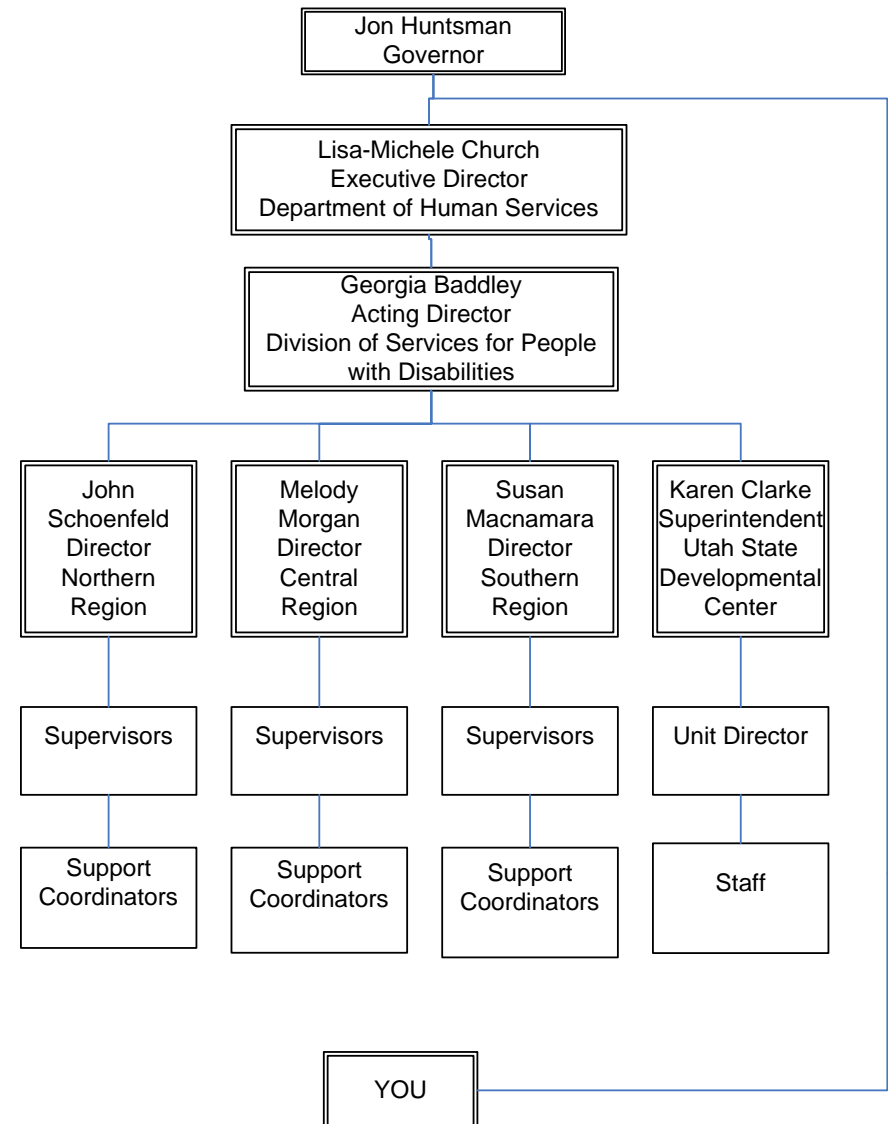 Jon Huntsman
Governor
Lisa-Michele Church
Executive Director
Department of Human Services
Georgia Baddley
Acting Director
Division of Services for People
with Disabilities
John
Schoenfeld
Director
Northern
Region
Melody
Morgan
Director
Central
Region
Susan
Macnamara
Director
Southern
Region
Karen Clarke
Superintendent
Utah State
Developmental
Center
Supervisors
Supervisors
Supervisors
Unit Director
Support
Coordinators
Support
Coordinators
Support
Coordinators
Staff
YOU